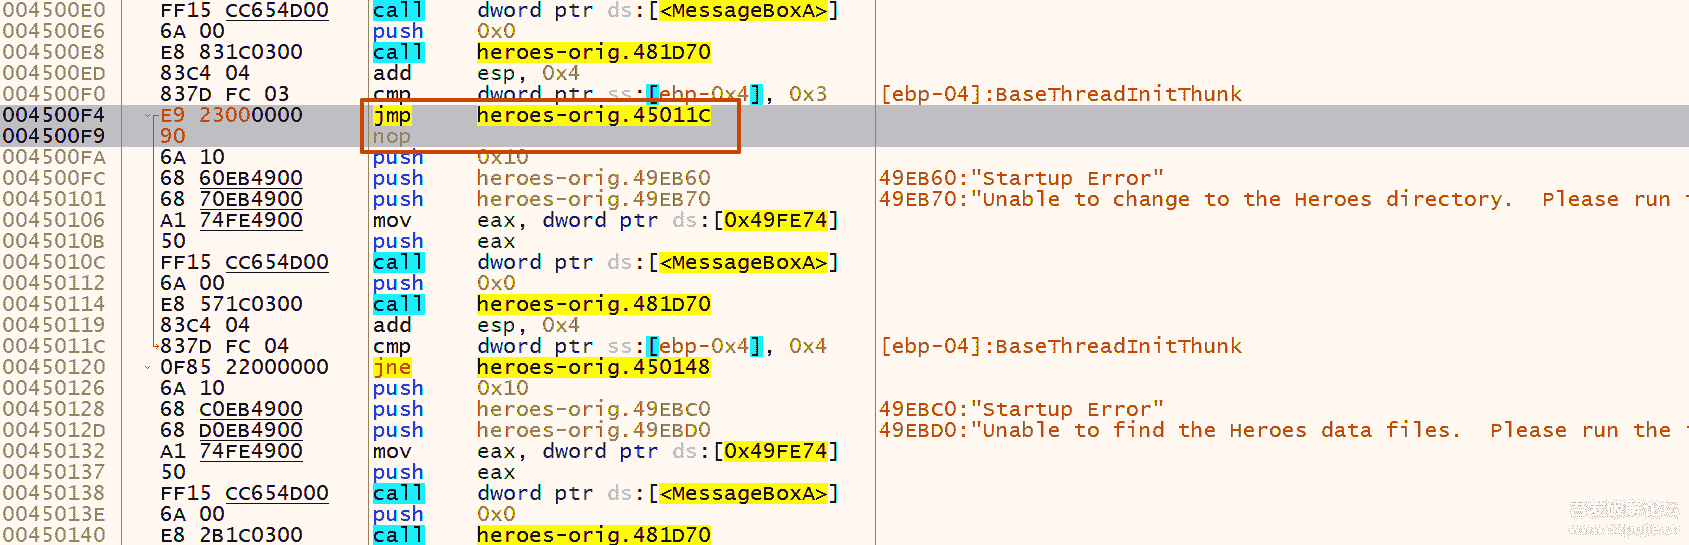 004500E0 FF15 CC654D00 call dword ptr ds:[<MessageBoxA>]
004500E6 6A 00 push 0x0
004500E8 E8 831C0300 call heroes-orig.481D70
004500ED 83C4 04 add esp, 0x4
004500F0 837D FC 03 cmp dword ptr ss:[ebp-0x4], 0x3 [ebp-04]:BaseThreadInitThunk
004500F4 E9 23000000 jmp heroes-orig.45011C
004500F9 90 nop
004500FA 6A 10 push 0x10
004500FC 68 60EB4900 push heroes-orig.49EB60 49EB60:"Startup Error"
00450101 68 70EB4900 push heroes-orig.49EB70 49EB70:"Unable to change to the Heroes directory.  Please run
00450106 A1 74FE4900 mov eax, dword ptr ds:[0x49FE74]
0045010B 50 push eax
0045010C FF15 CC654D00 call dword ptr ds:[<MessageBoxA>]
00450112 6A 00 push 0x0
00450114 E8 571C0300 call heroes-orig.481D70
00450119 83C4 04 add esp, 0x4
0045011C 837D FC 04 cmp dword ptr ss:[ebp-0x4], 0x4 [ebp-04]:BaseThreadInitThunk
00450120 0F85 22000000 jne heroes-orig.450148
00450126 6A 10 push 0x10
00450128 68 C0EB4900 push heroes-orig.49EBC0 49EBC0:"Startup Error"
0045012D 68 D0EB4900 push heroes-orig.49EBD0 49EBD0:"Unable to find the Heroes data files.  Please run the
00450132 A1 74FE4900 mov eax, dword ptr ds:[0x49FE74]
00450137 50 push eax
00450138 FF15 CC654D00 call dword ptr ds:[<MessageBoxA>]
0045013E 6A 00 push 0x0
00450140 E8 2B1C0300 call heroes-orig.481D70